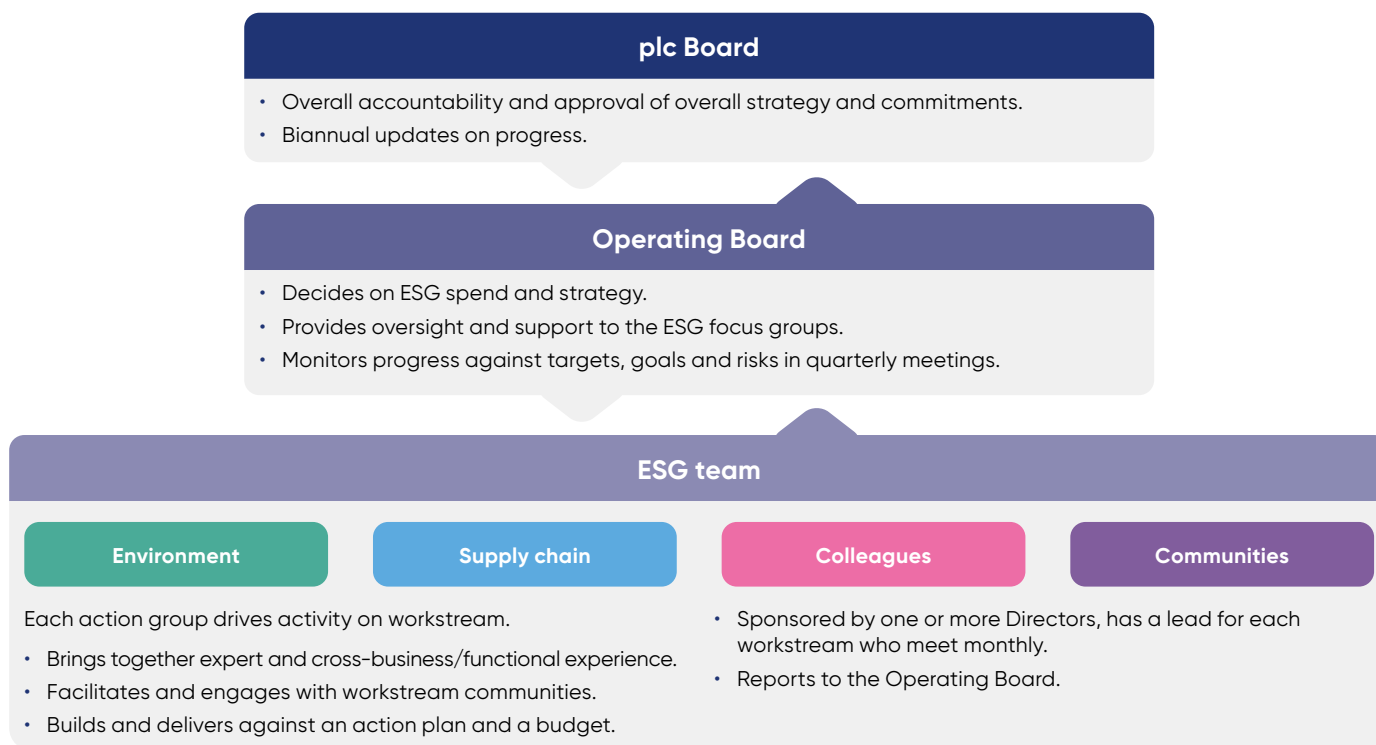 plc Board
• Overall accountability and approval of overall strategy and commitments.
• Biannual updates on progress.
Operating Board
• Decides on ESG spend and strategy.
• Provides oversight and support to the ESG focus groups.
• Monitors progress against targets, goals and risks in quarterly meetings.
ESG team
Environment
Supply chain
Colleagues
Communities
Each action group drives activity on workstream.
• Brings together expert and cross-business/functional experience.
• Facilitates and engages with workstream communities.
• Builds and delivers against an action plan and a budget.
• Sponsored by one or more Directors, has a lead for each
workstream who meet monthly.
• Reports to the Operating Board.